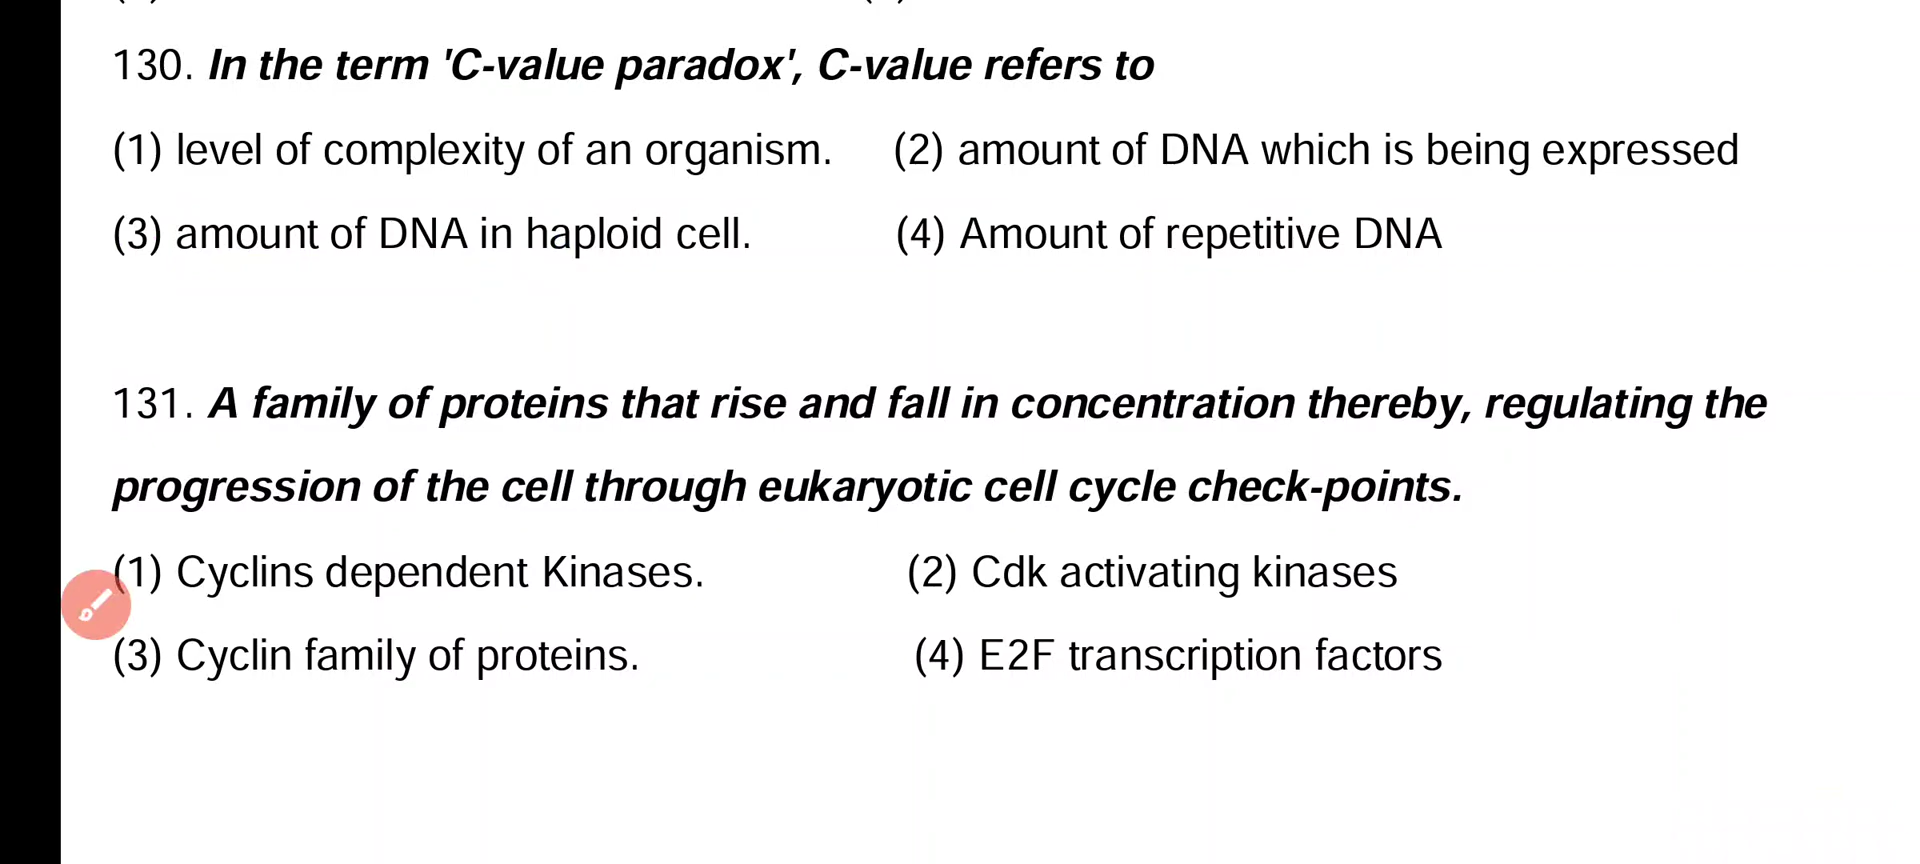 130. In the term 'C-value paradox', C-value refers to
(1) level of complexity of an organism. (2) amount of DNA which is being expressed
(3) amount of DNA in haploid cell. (4) Amount of repetitive DNA
131. A family of proteins that rise and fall in concentration thereby, regulating the
progression of the cell through eukaryotic cell cycle check-points.
(1) Cyclins dependent Kinases. (2) Cdk activating kinases
(3) Cyclin family of proteins. (4) E2F transcription factors